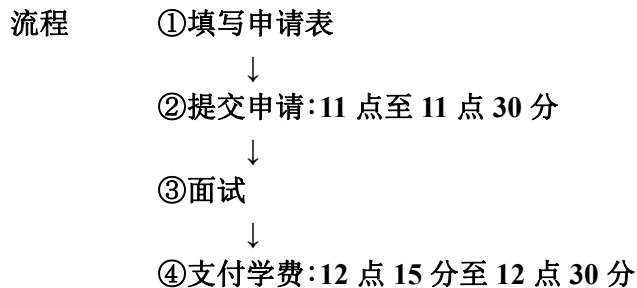 流程 ①填写申请表
↓
②提交申请:11 点至 11 点 30 分
↓
③面试
↓
④支付学费:12 点 15 分至 12 点 30 分